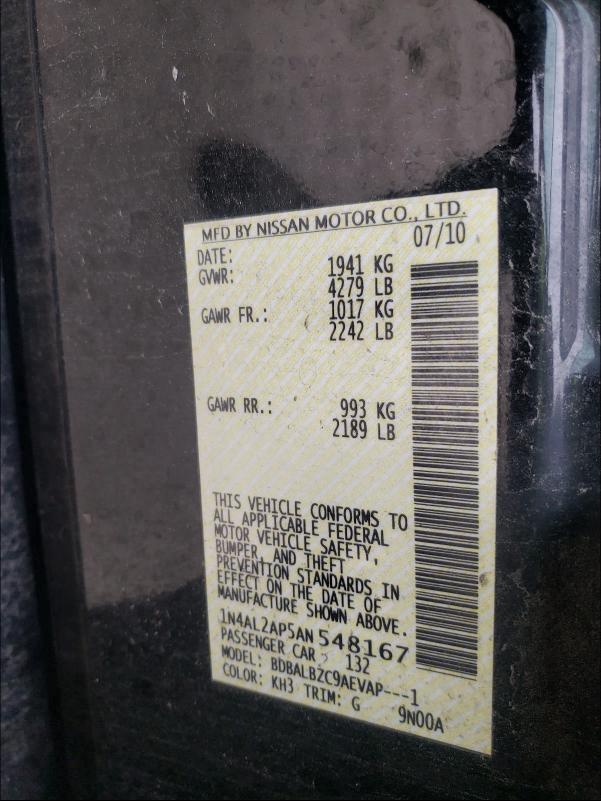 MFD BY NISSAN MOTOR CO., LTD.
DATE: 07/10
GVWR: 1941 KG
4279 LB
GAWR FR.: 1017 KG
2242 LB
GAWR RR.: 993 KG
2189 LB
THIS VEHICLE CONFORMS TO
ALL APPLICABLE FEDERAL
MOTOR VEHICLE SAFETY,
BUMPER, AND THEFT
PREVENTION STANDARDS IN
EFFECT ON THE DATE OF
MANUFACTURE SHOWN ABOVE.
1N4AL2AP5AN548167
PASSENGER CAR 132
MODEL: BDBALBZC9AEVAP---1
COLOR: KH3 TRIM: G 9N00A